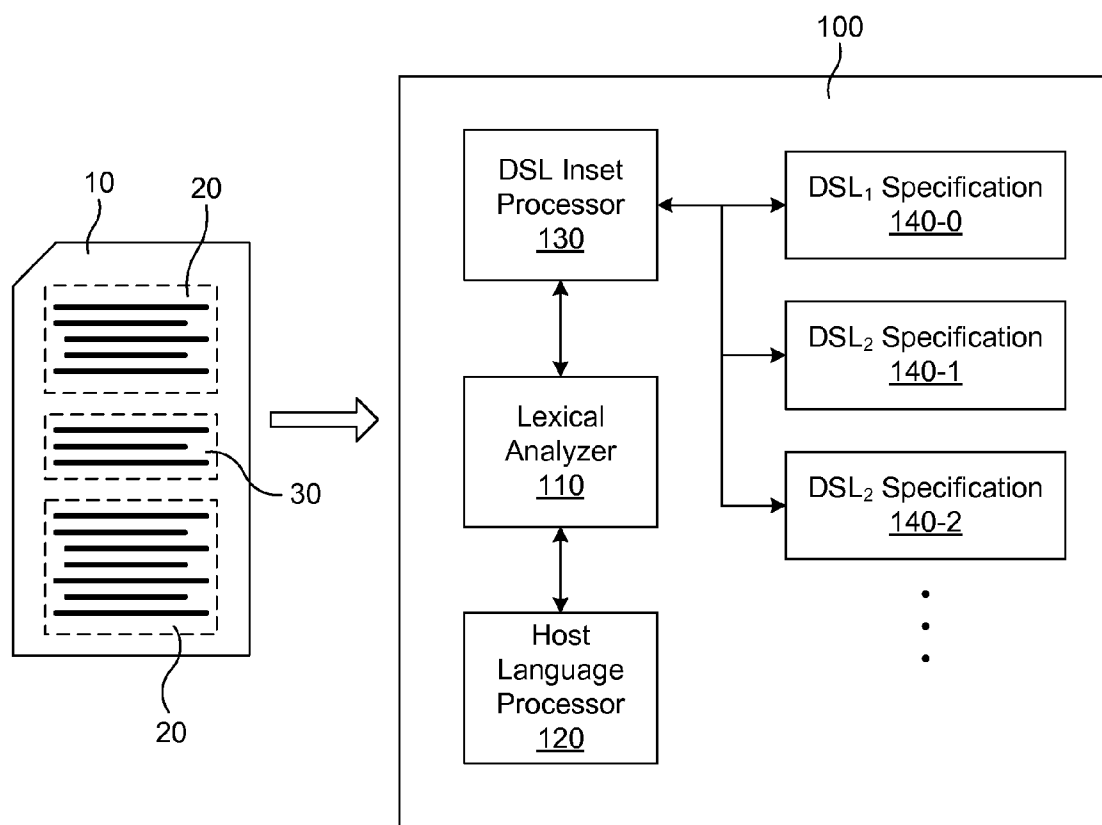 100
10
20
30
20
DSL Inset
Processor
130
Lexical
Analyzer
110
Host
Language
Processor
120
DSL₁ Specification
140-0
DSL₂ Specification
140-1
DSL₂ Specification
140-2